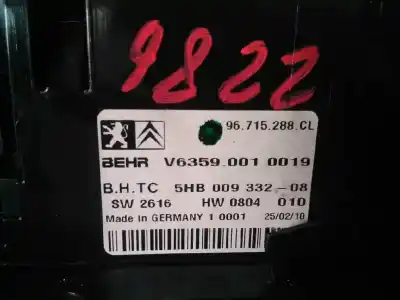 9822
96.715.288.CL
BEHR V6359.001 0019
B.H.TC 5HB 009 332-08
SW 2616 HW 0804 010
Made in GERMANY 1 0001 25/02/10